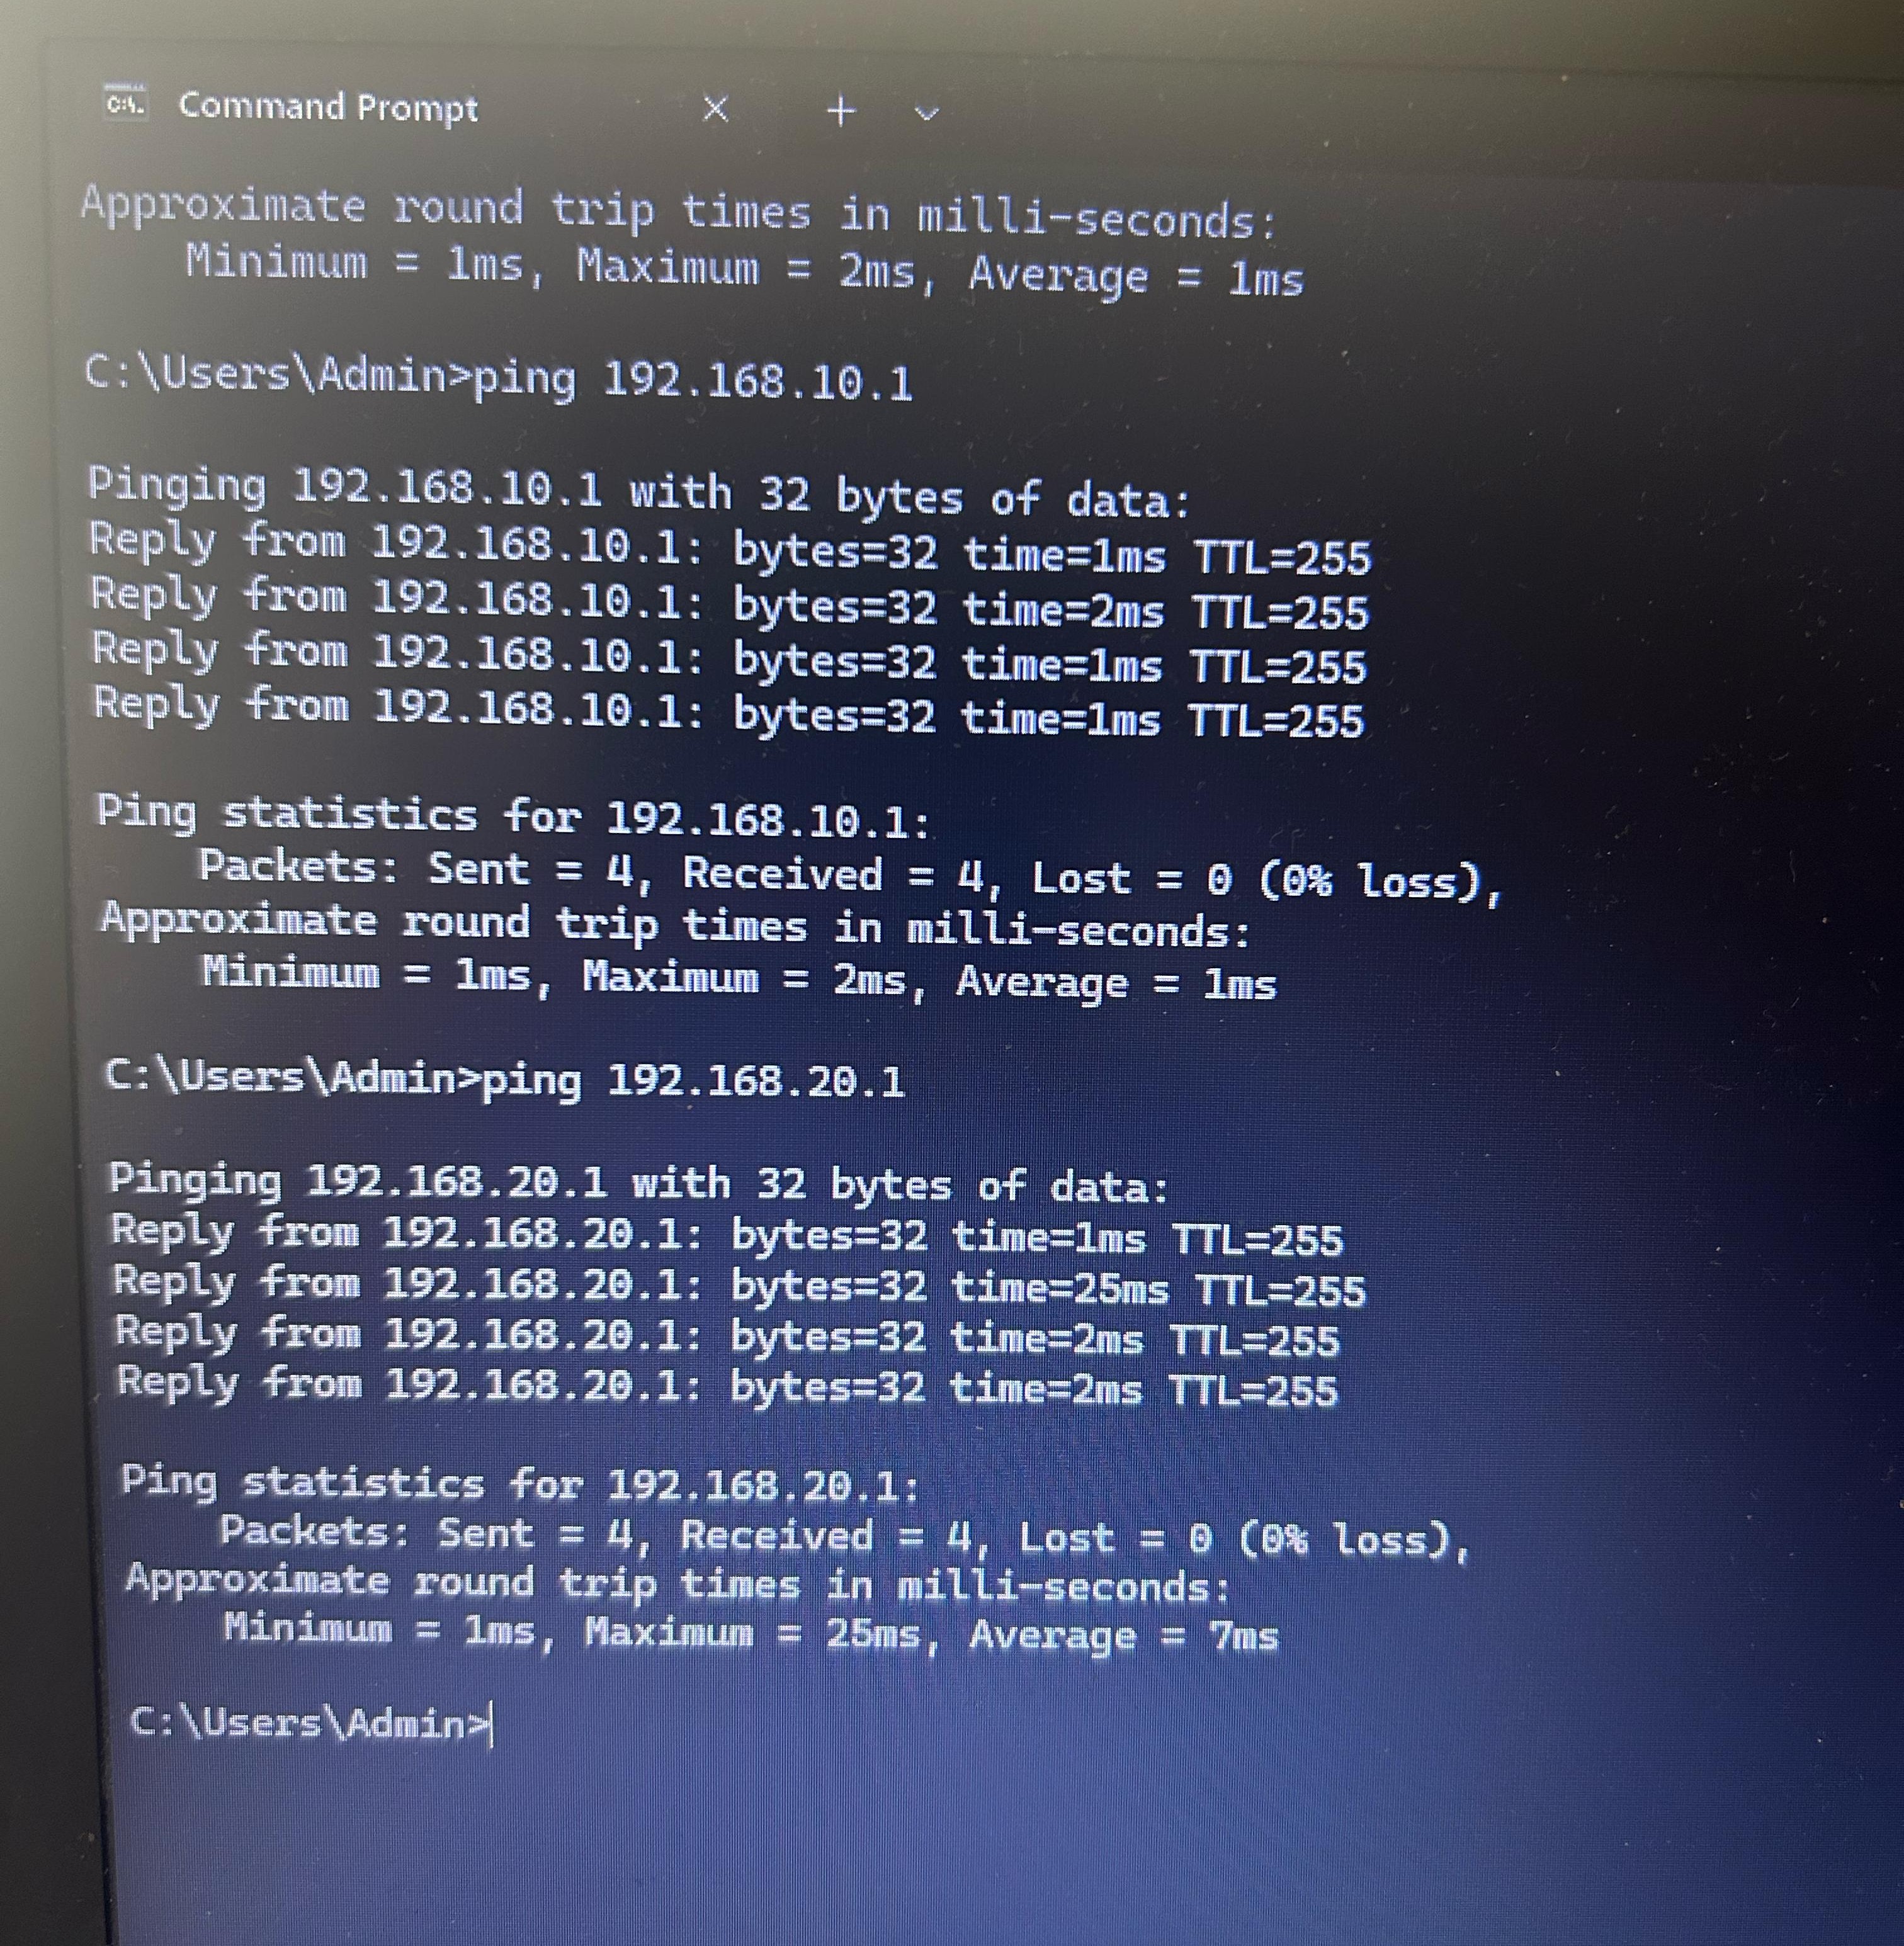 C:\. Command Prompt
Approximate round trip times in milli-seconds:
Minimum = 1ms, Maximum = 2ms, Average = 1ms
C:\Users\Admin>ping 192.168.10.1
Pinging 192.168.10.1 with 32 bytes of data:
Reply from 192.168.10.1: bytes=32 time=1ms TTL=255
Reply from 192.168.10.1: bytes=32 time=2ms TTL=255
Reply from 192.168.10.1: bytes=32 time=1ms TTL=255
Reply from 192.168.10.1: bytes=32 time=1ms TTL=255
Ping statistics for 192.168.10.1:
Packets: Sent = 4, Received = 4, Lost = 0 (0% loss),
Approximate round trip times in milli-seconds:
Minimum = 1ms, Maximum = 2ms, Average = 1ms
C:\Users\Admin>ping 192.168.20.1
Pinging 192.168.20.1 with 32 bytes of data:
Reply from 192.168.20.1: bytes=32 time=1ms TTL=255
Reply from 192.168.20.1: bytes=32 time=25ms TTL=255
Reply from 192.168.20.1: bytes=32 time=2ms TTL=255
Reply from 192.168.20.1: bytes=32 time=2ms TTL=255
Ping statistics for 192.168.20.1:
Packets: Sent = 4, Received = 4, Lost = 0 (0% loss),
Approximate round trip times in milli-seconds:
Minimum = 1ms, Maximum = 25ms, Average = 7ms
C:\Users\Admin>